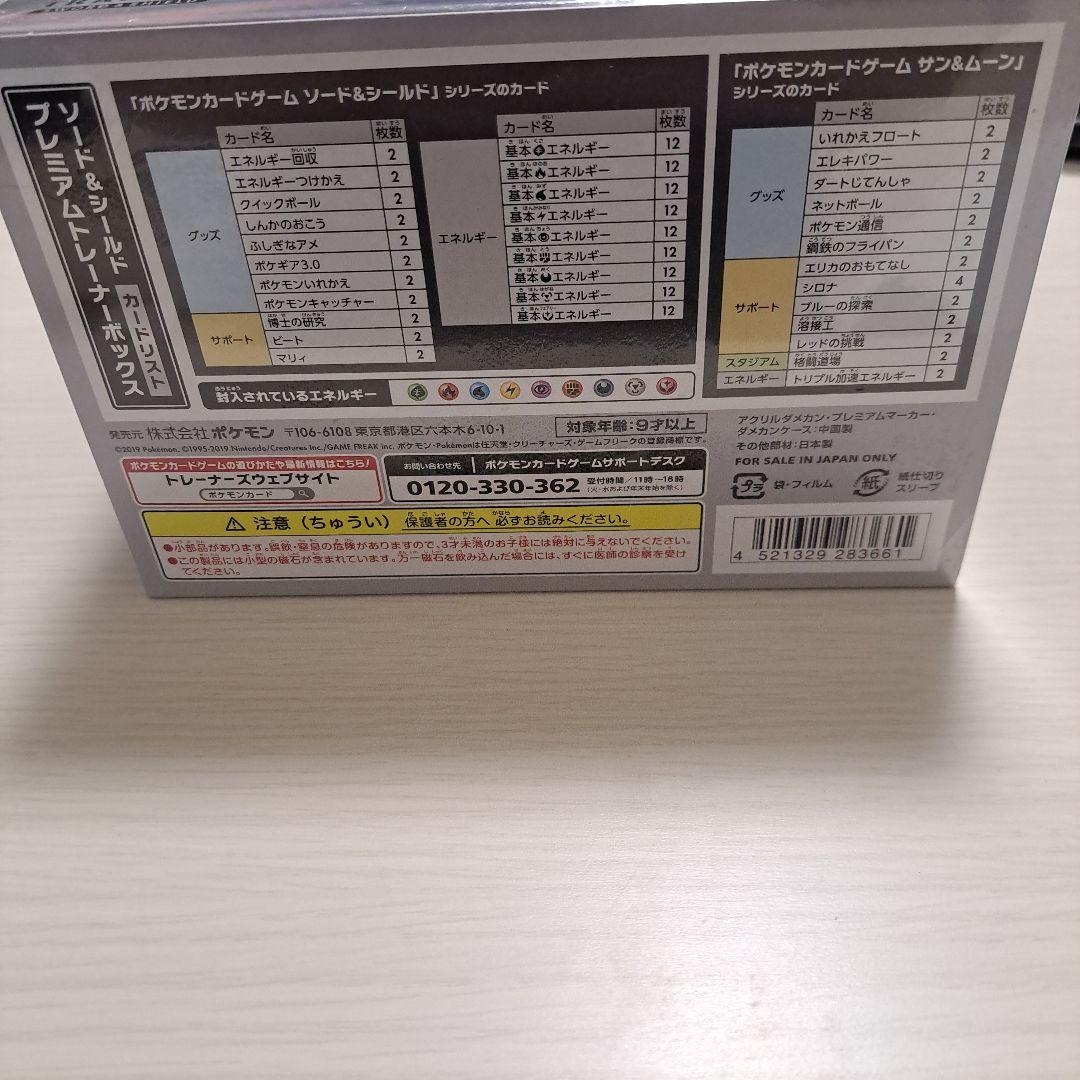 ソード&シールド
プレミアムトレーナーボックス
カードリスト
「ポケモンカードゲーム ソード&シールド」シリーズのカード
カード名 枚数
グッズ
エネルギー回収 2
エネルギーつけかえ 2
クイックボール 2
しんかのおこう 2
ふしぎなアメ 2
ポケギア3.0 2
ポケモンいれかえ 2
ポケモンキャッチャー 2
サポート
博士の研究 2
ビート 2
マリィ 2
カード名 枚数
エネルギー
基本エネルギー 12
基本エネルギー 12
基本エネルギー 12
基本エネルギー 12
基本エネルギー 12
基本エネルギー 12
基本エネルギー 12
基本エネルギー 12
基本エネルギー 12
封入されているエネルギー
「ポケモンカードゲーム サン&ムーン」
シリーズのカード
カード名 枚数
グッズ
いれかえフロート 2
エレキパワー 2
ダートじてんしゃ 2
ネットボール 2
ポケモン通信 2
鋼鉄のフライパン 2
サポート
エリカのおもてなし 2
シロナ 4
ブルーの探索 2
溶接工 2
レッドの挑戦 2
スタジアム 格闘道場 2
エネルギー トリプル加速エネルギー 2
発売元 株式会社ポケモン 〒106-6108 東京都港区六本木6-10-1
対象年齢:9才以上
©2019 Pokémon. ©1995-2019 Nintendo/Creatures Inc./GAME FREAK inc. ポケモン・Pokémonは任天堂・クリーチャーズ・ゲームフリークの登録商標です。
ポケモンカードゲームの遊びかたや最新情報はこちら!
トレーナーズウェブサイト
ポケモンカード
お問い合わせ先 ポケモンカードゲームサポートデスク
0120-330-362 受付時間/11時~16時
(火・水および年末年始を除く)
注意(ちゅうい) 保護者の方へ 必ずお読みください。
●小部品があります。誤飲・窒息の危険がありますので、3才未満のお子様には絶対に与えないでください。
●この製品には小型の磁石が含まれています。万一磁石を飲み込んだ場合には、すぐに医師の診察を受け
てください。
アクリルダメカン・プレミアムマーカー・
ダメカンケース:中国製
その他部材:日本製
FOR SALE IN JAPAN ONLY
プラ 袋・フィルム
紙 紙仕切り
スリーブ
4 521329 283661